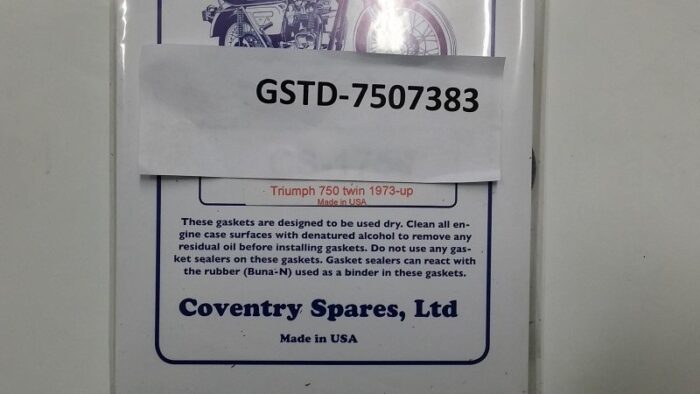 GSTD-7507383
Triumph 750 twin 1973-up
Made in USA
These gaskets are designed to be used dry. Clean all en-
gine case surfaces with denatured alcohol to remove any
residual oil before installing gaskets. Do not use any gas-
ket sealers on these gaskets. Gasket sealers can react with
the rubber (Buna-N) used as a binder in these gaskets.
Coventry Spares, Ltd
Made in USA